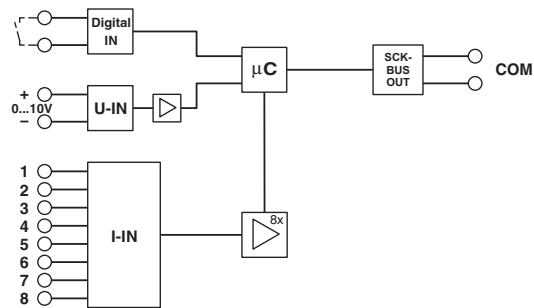 Digital
IN
+
0...10V
−
U-IN
µC
SCK-
BUS
OUT
COM
1
2
3
4
5
6
7
8
I-IN
8x